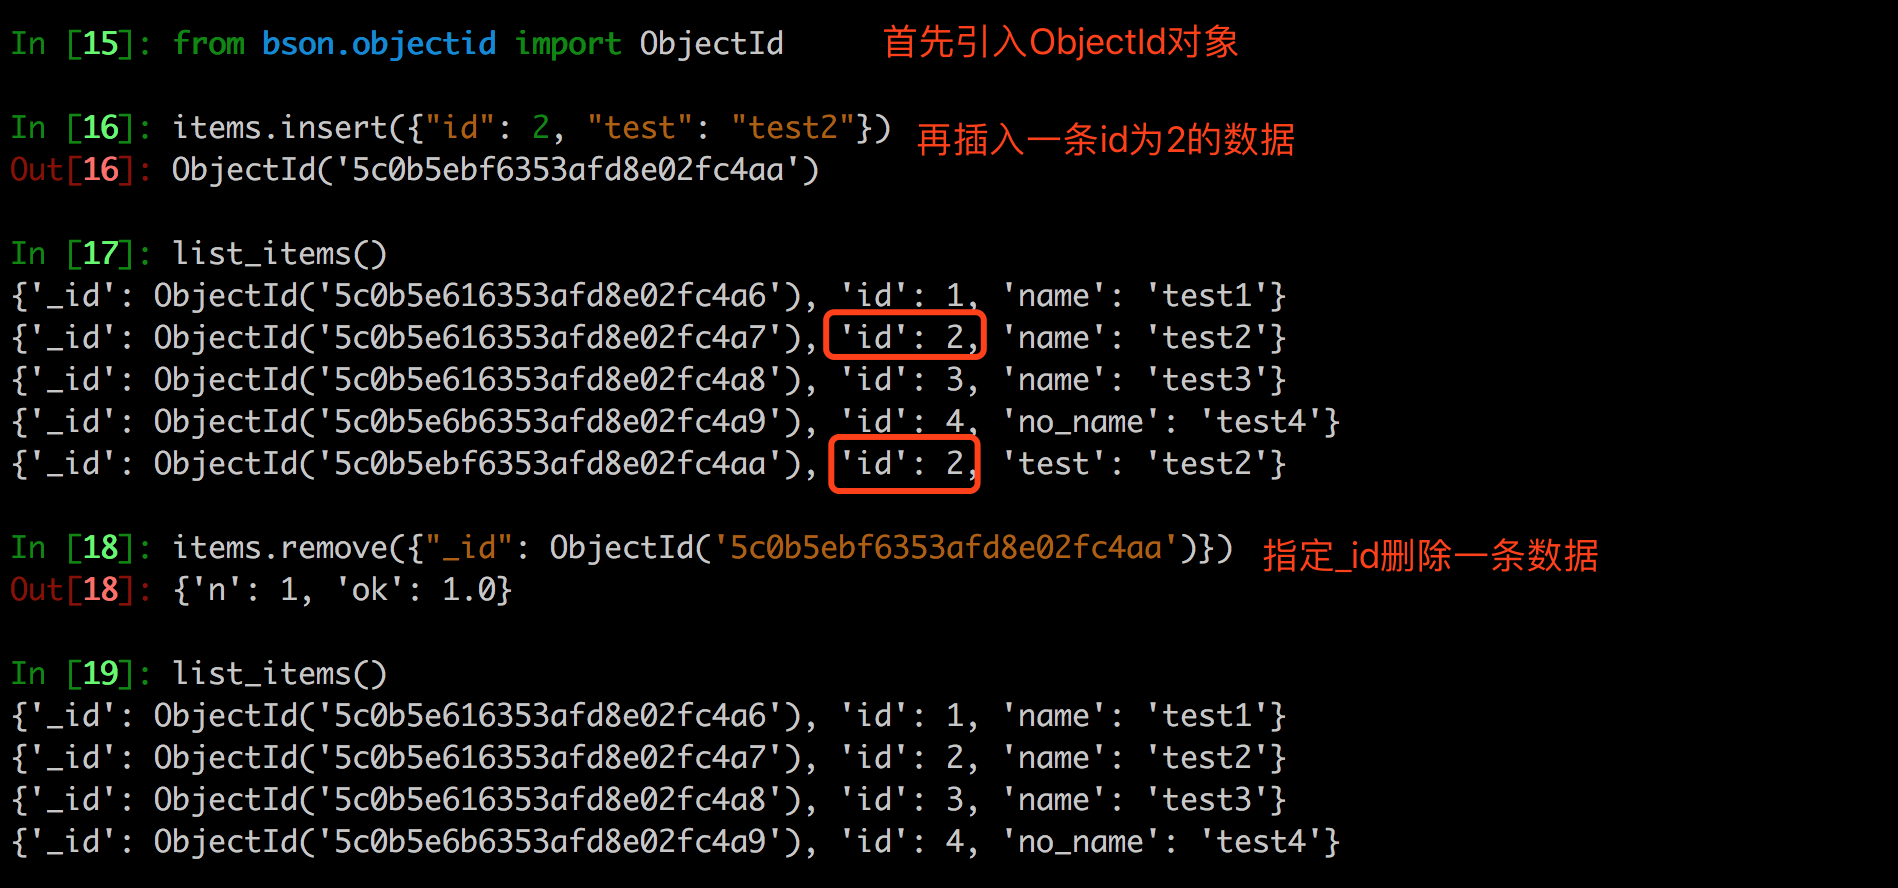 In [15]: from bson.objectid import ObjectId 首先引入ObjectId对象
In [16]: items.insert({"id": 2, "test": "test2"}) 再插入一条id为2的数据
Out[16]: ObjectId('5c0b5ebf6353afd8e02fc4aa')
In [17]: list_items()
{'_id': ObjectId('5c0b5e616353afd8e02fc4a6'), 'id': 1, 'name': 'test1'}
{'_id': ObjectId('5c0b5e616353afd8e02fc4a7'), 'id': 2, 'name': 'test2'}
{'_id': ObjectId('5c0b5e616353afd8e02fc4a8'), 'id': 3, 'name': 'test3'}
{'_id': ObjectId('5c0b5e6b6353afd8e02fc4a9'), 'id': 4, 'no_name': 'test4'}
{'_id': ObjectId('5c0b5ebf6353afd8e02fc4aa'), 'id': 2, 'test': 'test2'}
In [18]: items.remove({"_id": ObjectId('5c0b5ebf6353afd8e02fc4aa')}) 指定_id删除一条数据
Out[18]: {'n': 1, 'ok': 1.0}
In [19]: list_items()
{'_id': ObjectId('5c0b5e616353afd8e02fc4a6'), 'id': 1, 'name': 'test1'}
{'_id': ObjectId('5c0b5e616353afd8e02fc4a7'), 'id': 2, 'name': 'test2'}
{'_id': ObjectId('5c0b5e616353afd8e02fc4a8'), 'id': 3, 'name': 'test3'}
{'_id': ObjectId('5c0b5e6b6353afd8e02fc4a9'), 'id': 4, 'no_name': 'test4'}